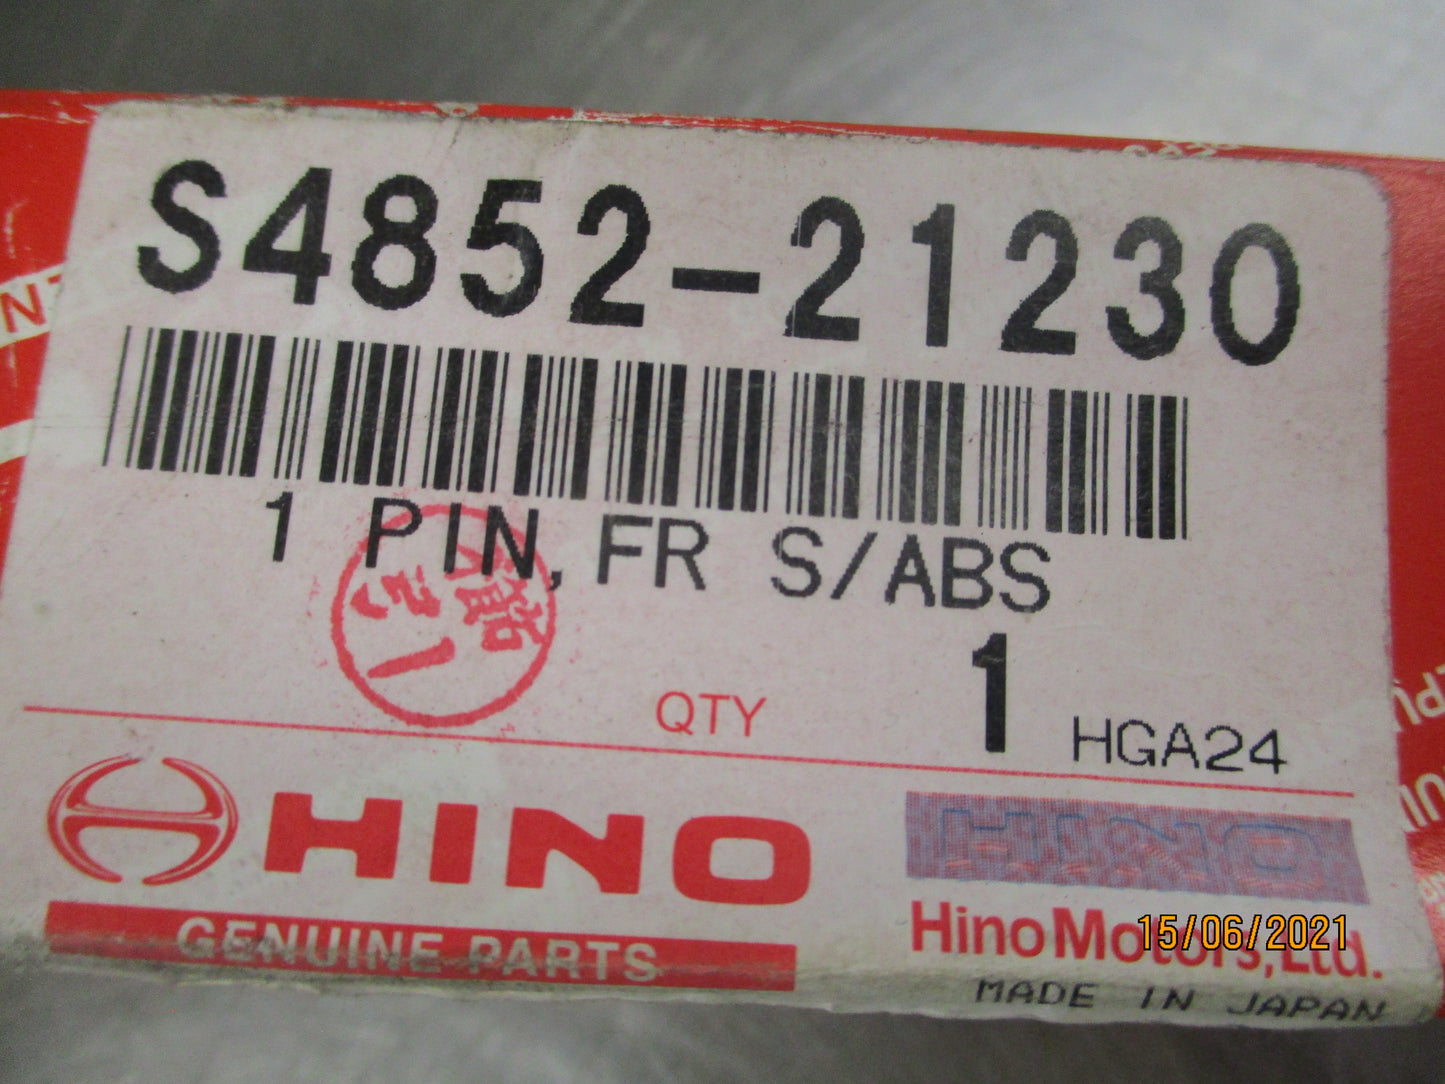 S4852-21230
1 PIN, FR S/ABS
QTY 1 HGA24
HINO
GENUINE PARTS
HINO
Hino Motors, Ltd.
15/06/2021
MADE IN JAPAN